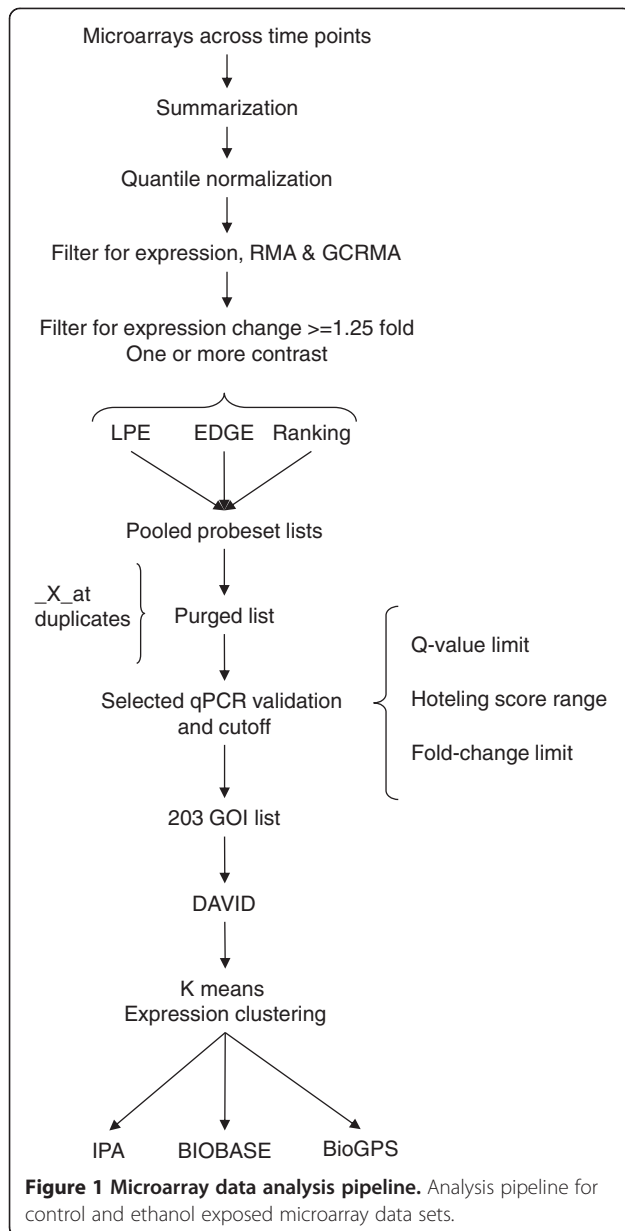 Microarrays across time points
Summarization
Quantile normalization
Filter for expression, RMA & GCRMA
Filter for expression change >=1.25 fold
One or more contrast
LPE EDGE Ranking
Pooled probeset lists
_X_at
duplicates
Purged list
Selected qPCR validation
and cutoff
Q-value limit
Hoteling score range
Fold-change limit
203 GOI list
DAVID
K means
Expression clustering
IPA BIOBASE BioGPS
Figure 1 Microarray data analysis pipeline. Analysis pipeline for
control and ethanol exposed microarray data sets.